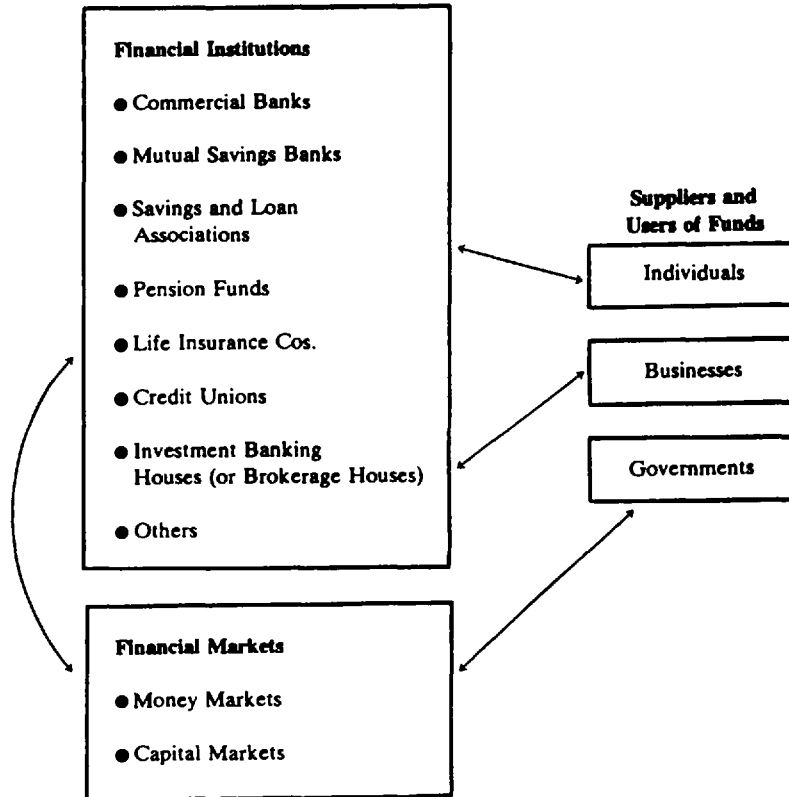 Financial Institutions
● Commercial Banks
● Mutual Savings Banks
● Savings and Loan
Associations
● Pension Funds
● Life Insurance Cos.
● Credit Unions
● Investment Banking
Houses (or Brokerage Houses)
● Others
Suppliers and
Users of Funds
Individuals
Businesses
Governments
Financial Markets
● Money Markets
● Capital Markets